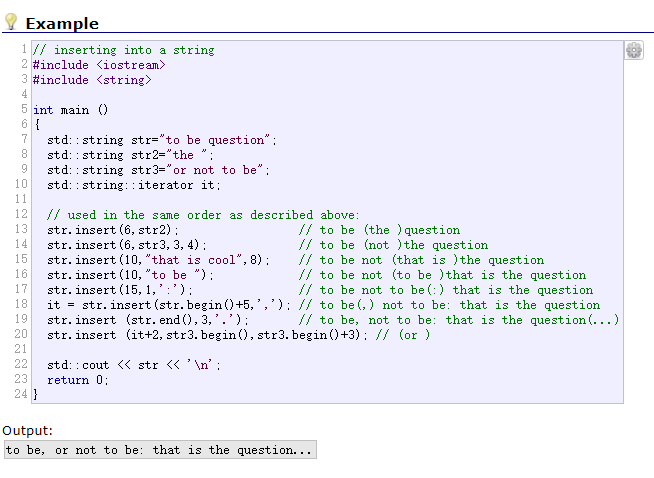 Example
1 // inserting into a string
2 #include <iostream>
3 #include <string>
4
5 int main ()
6 {
7   std::string str="to be question";
8   std::string str2="the ";
9   std::string str3="or not to be";
10   std::string::iterator it;
11
12   // used in the same order as described above:
13   str.insert(6,str2);                 // to be (the )question
14   str.insert(6,str3,3,4);             // to be (not )the question
15   str.insert(10,"that is cool",8);    // to be not (that is )the question
16   str.insert(10,"to be ");            // to be not (to be )that is the question
17   str.insert(15,1,':');               // to be not to be(:) that is the question
18   it = str.insert(str.begin()+5,','); // to be(,) not to be: that is the question
19   str.insert (str.end(),3,'.');       // to be, not to be: that is the question(...)
20   str.insert (it+2,str3.begin(),str3.begin()+3); // (or )
21
22   std::cout << str << '\n';
23   return 0;
24 }
Output:
to be, or not to be: that is the question...